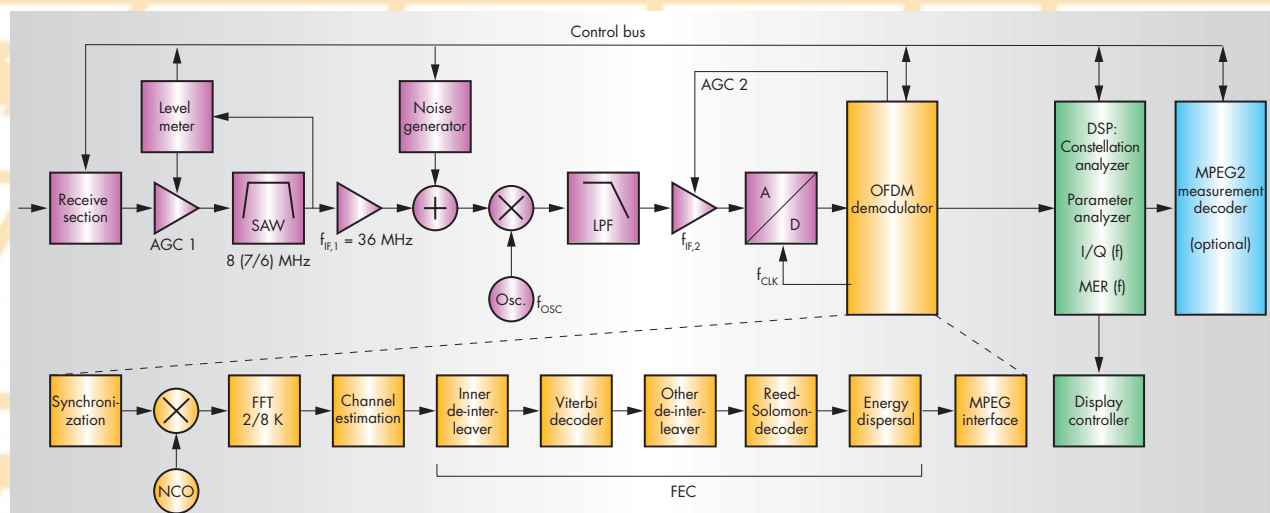 Control bus
Level
meter
Noise
generator
AGC 2
Receive
section
AGC 1
SAW
8 (7/6) MHz
fIF,1 = 36 MHz
+
×
Osc.
fOSC
LPF
fIF,2
A
D
fCLK
OFDM
demodulator
DSP:
Constellation
analyzer
Parameter
analyzer
I/Q (f)
MER (f)
MPEG2
measurement
decoder
(optional)
Synchroni-
zation
×
NCO
FFT
2/8 K
Channel
estimation
Inner
de-inter-
leaver
Viterbi
decoder
Other
de-inter-
leaver
Reed-
Solomon-
decoder
Energy
dispersal
MPEG
interface
Display
controller
FEC